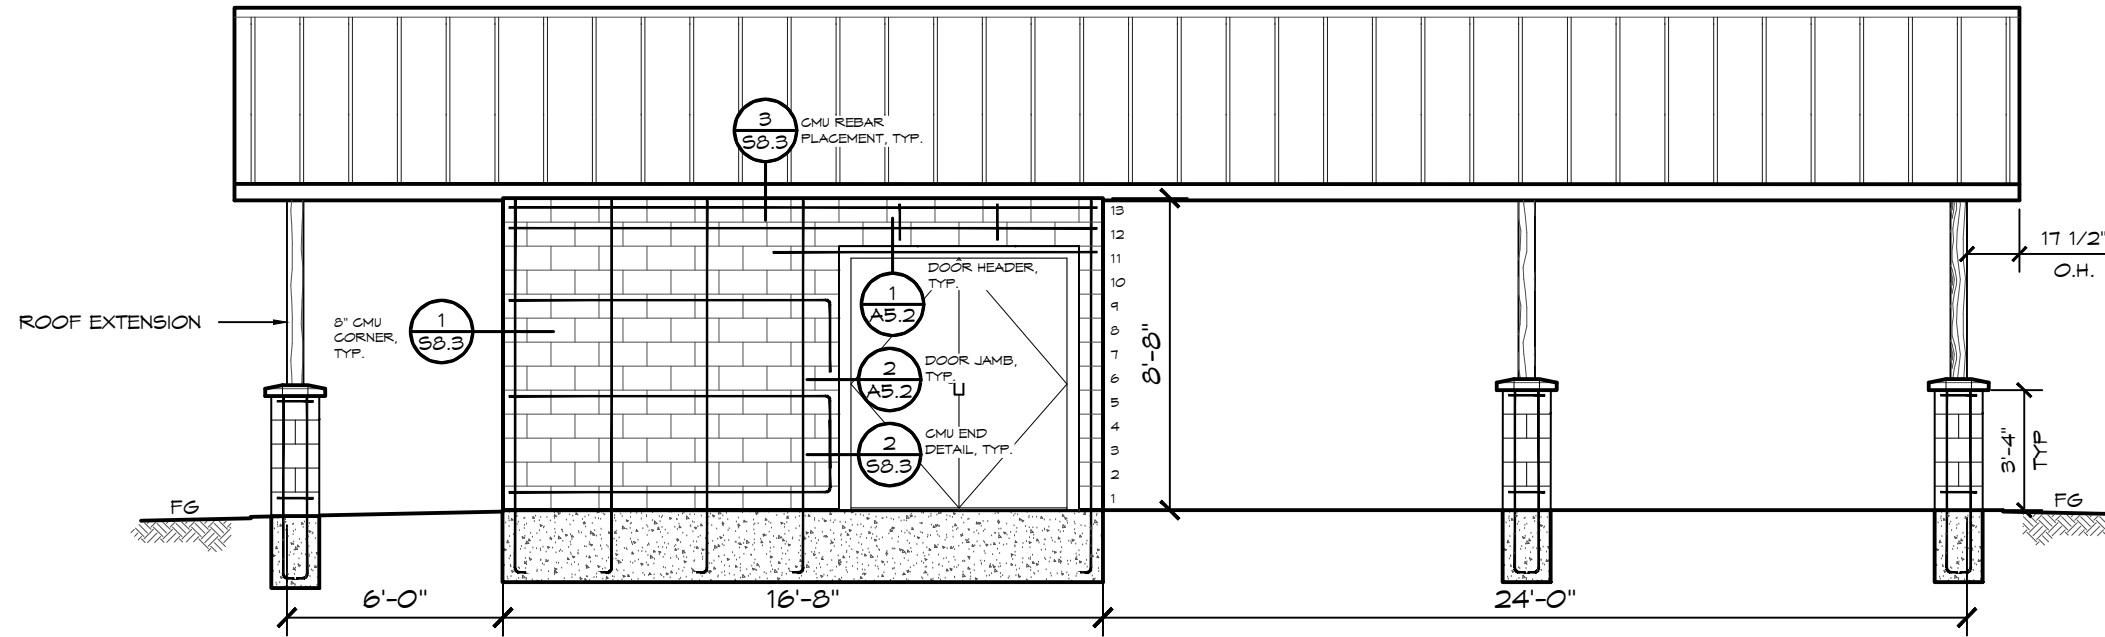 3
S8.3
CMU REBAR
PLACEMENT, TYP.
13
12
11
10
9
8
7
6
5
4
3
2
1
17 1/2"
O.H.
DOOR HEADER,
TYP.
1
A5.2
ROOF EXTENSION
8" CMU
CORNER,
TYP.
1
S8.3
8'-8"
DOOR JAMB,
TYP.
2
A5.2
CMU END
DETAIL, TYP.
2
S8.3
3'-4"
TYP
FG
FG
6'-0"
16'-8"
24'-0"